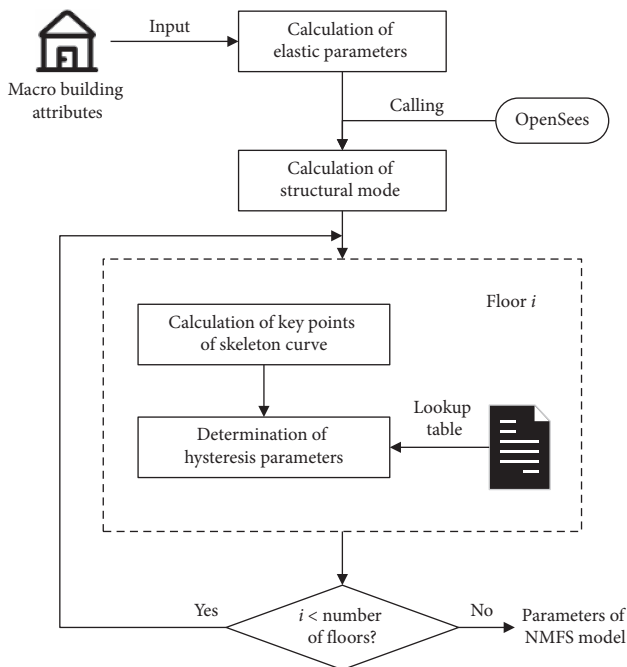 Input
Calculation of
elastic parameters
Macro building
attributes
Calling
OpenSees
Calculation of
structural mode
Floor i
Calculation of key points
of skeleton curve
Lookup
table
Determination of
hysteresis parameters
Yes
i < number
of floors?
No
Parameters of
NMFS model